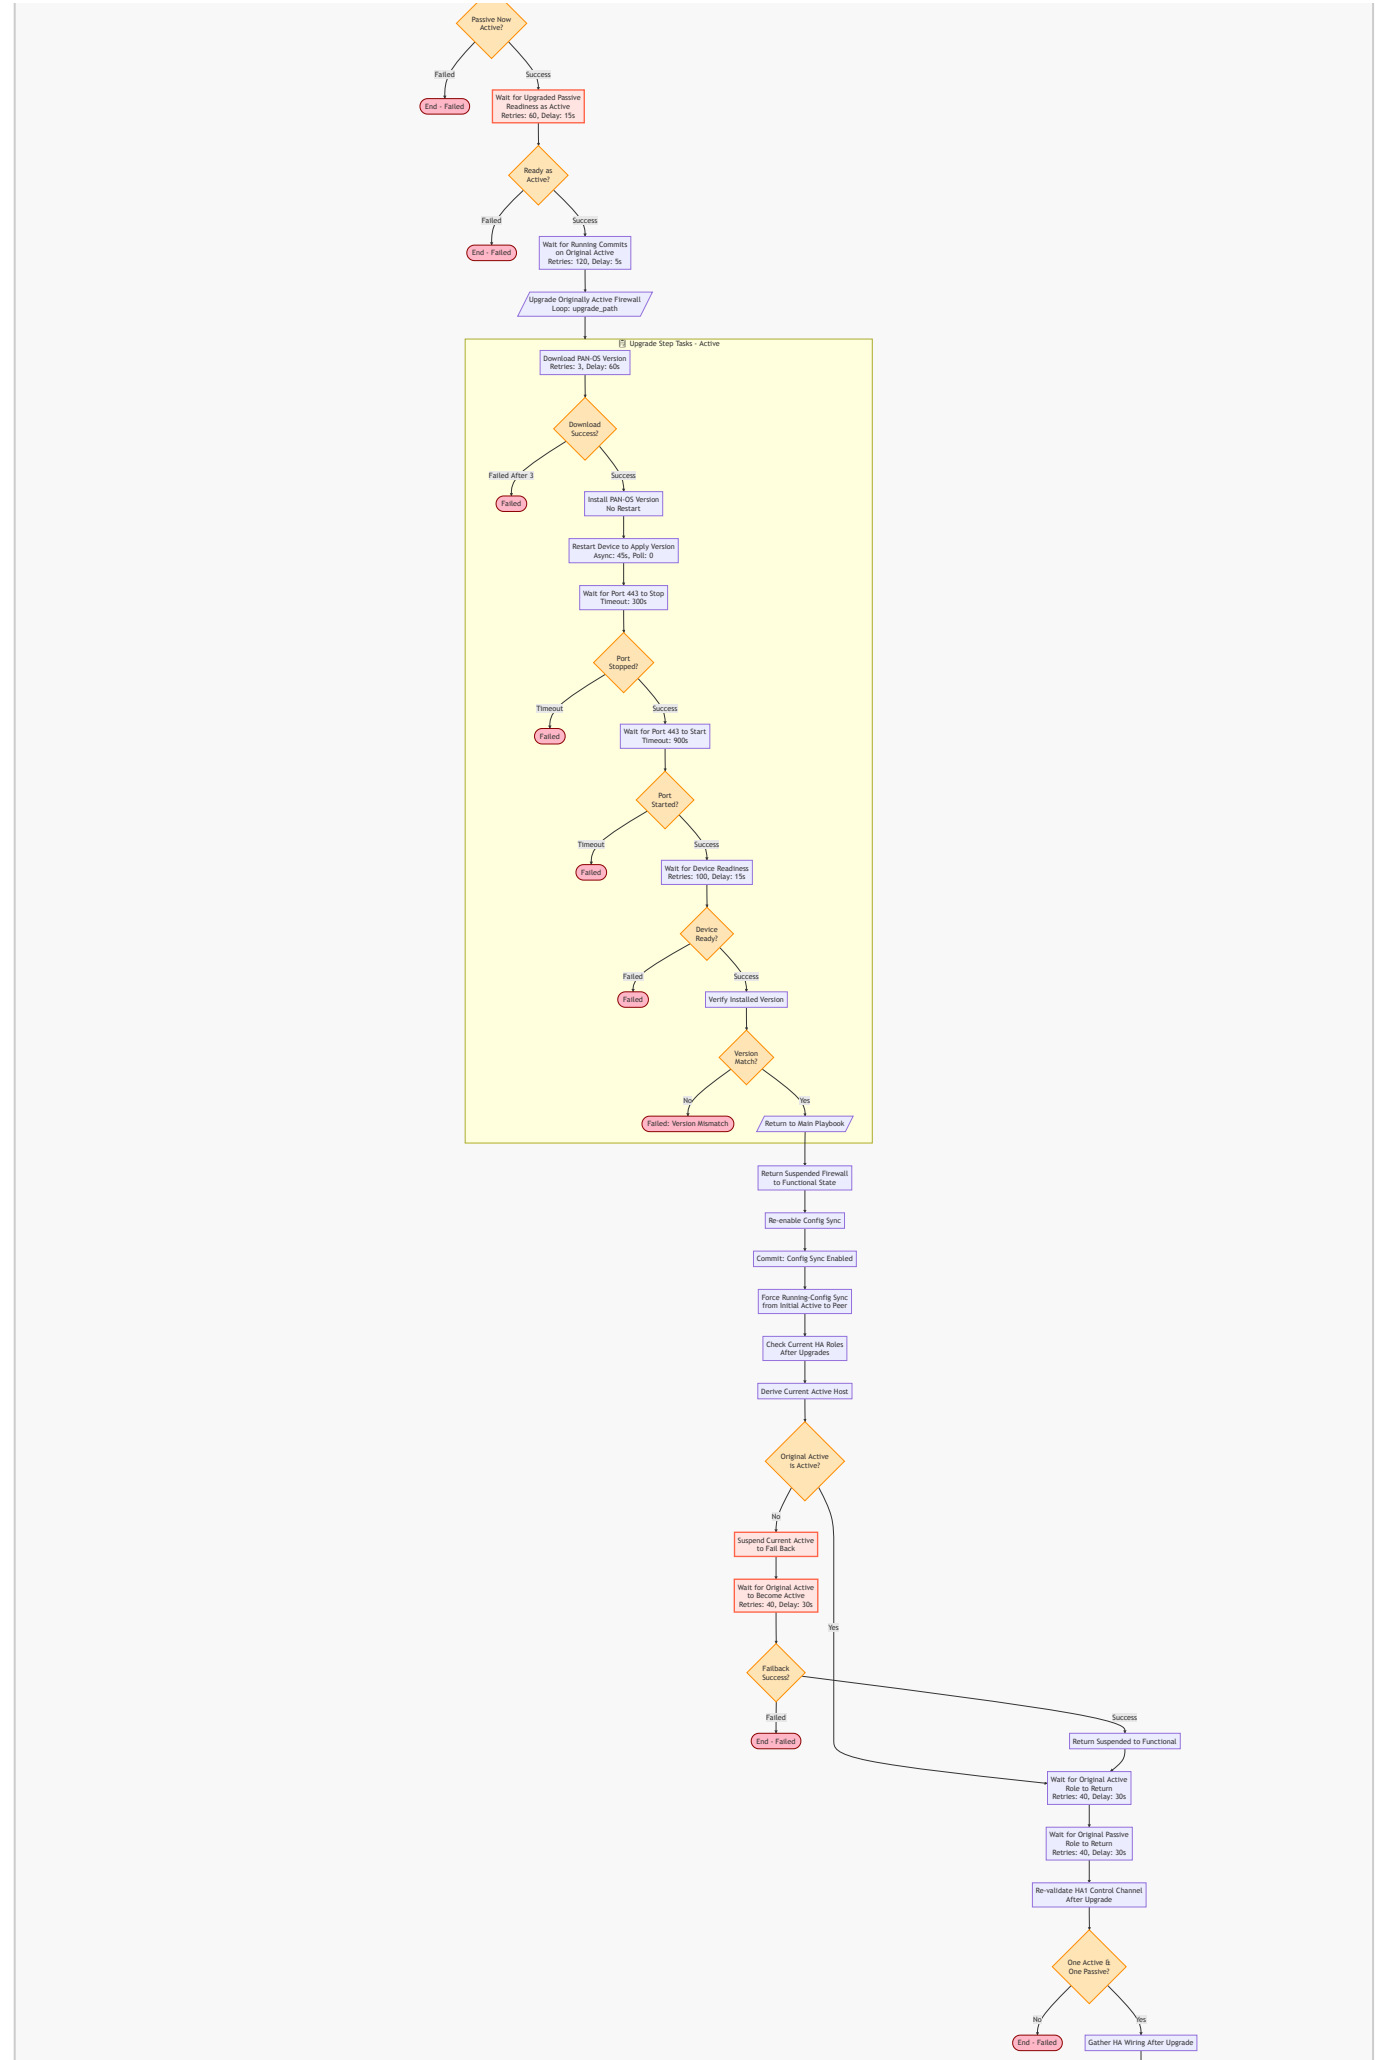 Passive Now
Active?
Failed
Success
End - Failed
Wait for Upgraded Passive
Readiness as Active
Retries: 60, Delay: 15s
Ready as
Active?
Failed
Success
End - Failed
Wait for Running Commits
on Original Active
Retries: 120, Delay: 5s
Upgrade Originally Active Firewall
Loop: upgrade_path
Upgrade Step Tasks - Active
Download PAN-OS Version
Retries: 3, Delay: 60s
Download
Success?
Failed After 3
Success
Failed
Install PAN-OS Version
No Restart
Restart Device to Apply Version
Async: 45s, Poll: 0
Wait for Port 443 to Stop
Timeout: 300s
Port
Stopped?
Timeout
Success
Failed
Wait for Port 443 to Start
Timeout: 900s
Port
Started?
Timeout
Success
Failed
Wait for Device Readiness
Retries: 100, Delay: 15s
Device
Ready?
Failed
Success
Failed
Verify Installed Version
Version
Match?
No
Yes
Failed: Version Mismatch
Return to Main Playbook
Return Suspended Firewall
to Functional State
Re-enable Config Sync
Commit: Config Sync Enabled
Force Running-Config Sync
from Initial Active to Peer
Check Current HA Roles
After Upgrades
Derive Current Active Host
Original Active
is Active?
No
Suspend Current Active
to Fail Back
Wait for Original Active
to Become Active
Retries: 40, Delay: 30s
Yes
Failback
Success?
Failed
Success
End - Failed
Return Suspended to Functional
Wait for Original Active
Role to Return
Retries: 40, Delay: 30s
Wait for Original Passive
Role to Return
Retries: 40, Delay: 30s
Re-validate HA1 Control Channel
After Upgrade
One Active &
One Passive?
No
Yes
End - Failed
Gather HA Wiring After Upgrade